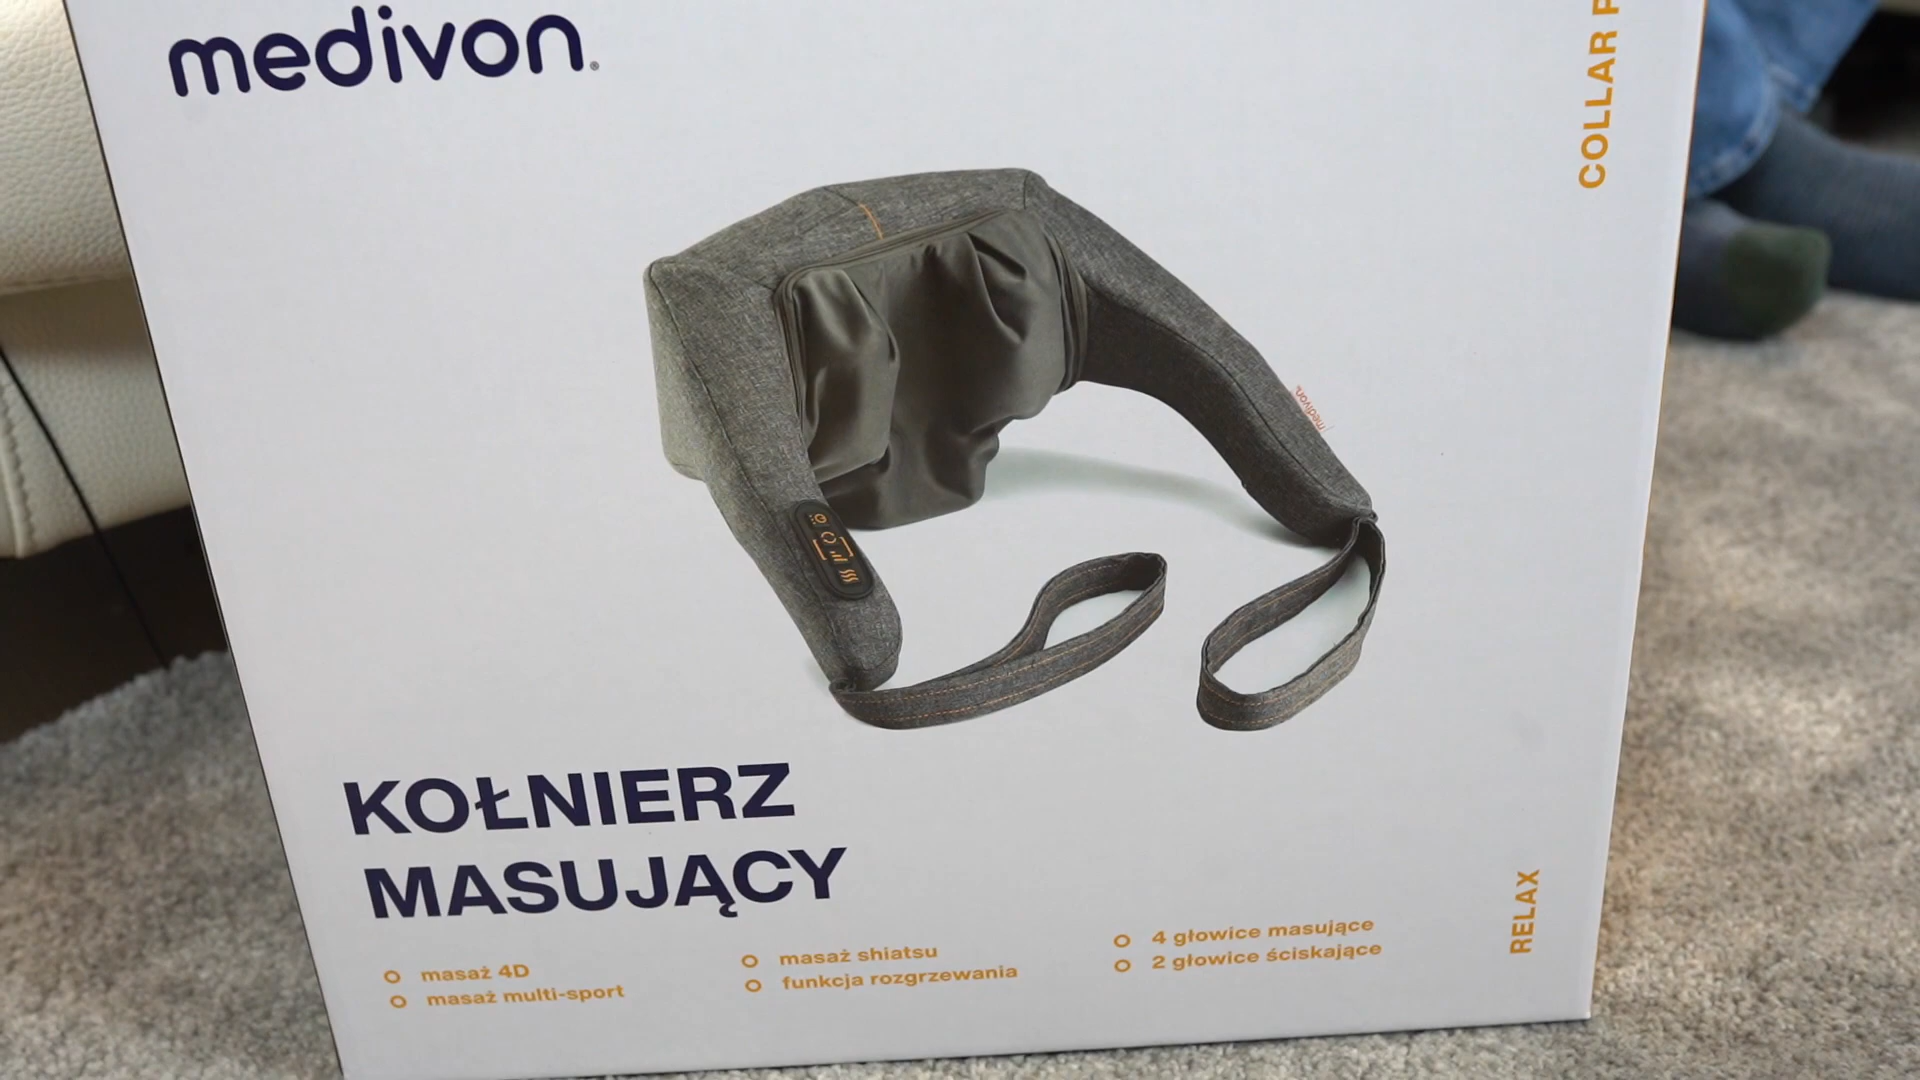 medivon®
COLLAR
medivon.
KOŁNIERZ
MASUJĄCY
masaż 4D
masaż multi-sport
masaż shiatsu
funkcja rozgrzewania
4 głowice masujące
2 głowice ściskające
RELAX